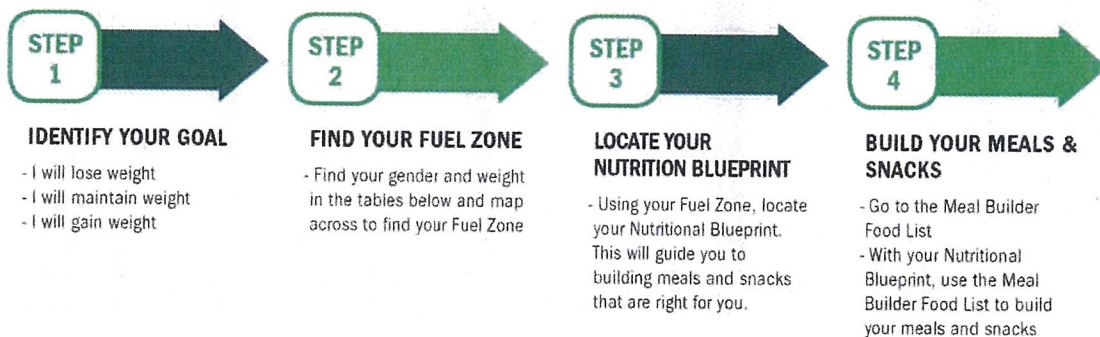 STEP
1
IDENTIFY YOUR GOAL
- I will lose weight
- I will maintain weight
- I will gain weight
STEP
2
FIND YOUR FUEL ZONE
- Find your gender and weight
in the tables below and map
across to find your Fuel Zone
STEP
3
LOCATE YOUR
NUTRITION BLUEPRINT
- Using your Fuel Zone, locate
your Nutritional Blueprint.
This will guide you to
building meals and snacks
that are right for you.
STEP
4
BUILD YOUR MEALS &
SNACKS
- Go to the Meal Builder
Food List
- With your Nutritional
Blueprint, use the Meal
Builder Food List to build
your meals and snacks